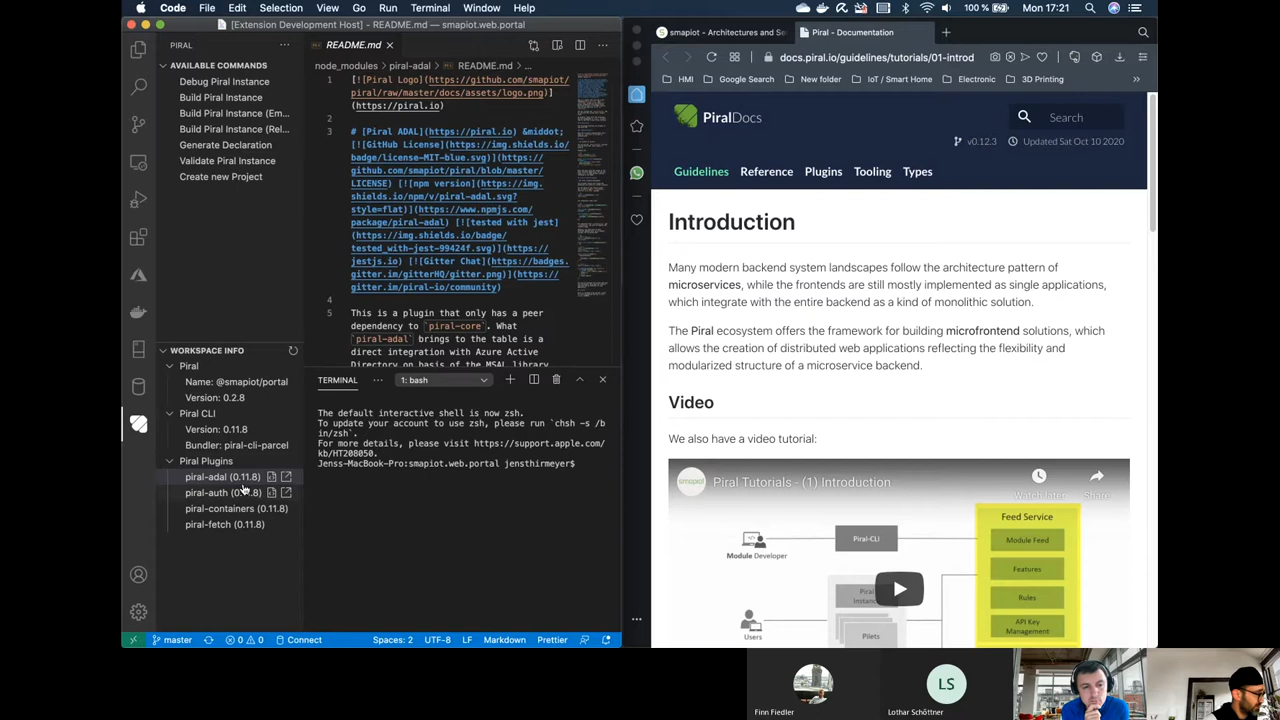 Code File Edit Selection View Go Run Terminal Window Help
100 % Mon 17:21
[Extension Development Host] - README.md - smapiot.web.portal
PIRAL
AVAILABLE COMMANDS
Debug Piral Instance
Build Piral Instance
Build Piral Instance (Em...
Build Piral Instance (Rel...
Generate Declaration
Validate Piral Instance
Create new Project
WORKSPACE INFO
Piral
Name: @smapiot/portal
Version: 0.2.8
Piral CLI
Version: 0.11.8
Bundler: piral-cli-parcel
Piral Plugins
piral-adal (0.11.8)
piral-auth (0.11.8)
piral-containers (0.11.8)
piral-fetch (0.11.8)
README.md
node_modules > piral-adal > README.md > ...
1 [![Piral Logo](https://github.com/smapiot/
piral/raw/master/docs/assets/logo.png)]
(https://piral.io)
2
3 # [Piral ADAL](https://piral.io) &middot;
[![GitHub License](https://img.shields.io/
badge/license-MIT-blue.svg)](https://
github.com/smapiot/piral/blob/master/
LICENSE) [![npm version](https://img.
shields.io/npm/v/piral-adal.svg?
style=flat)](https://www.npmjs.com/
package/piral-adal) [![tested with jest]
(https://img.shields.io/badge/
tested_with-jest-99424f.svg)](https://
jestjs.io) [![Gitter Chat](https://badges.
gitter.im/gitterHQ/gitter.png)](https://
gitter.im/piral-io/community)
4
5 This is a plugin that only has a peer
dependency to `piral-core`. What
`piral-adal` brings to the table is a
direct integration with Azure Active
Directory on basis of the MSAL library
TERMINAL ... 1: bash
The default interactive shell is now zsh.
To update your account to use zsh, please run `chsh -s /b
in/zsh`.
For more details, please visit https://support.apple.com/
kb/HT208050.
Jenss-MacBook-Pro:smapiot.web.portal jensthirmeyer$
master 0 0 Connect Spaces: 2 UTF-8 LF Markdown Prettier
smapiot - Architectures and Se
Piral - Documentation
docs.piral.io/guidelines/tutorials/01-introd
HMI Google Search New folder IoT / Smart Home Electronic 3D Printing
PiralDocs
Search
v0.12.3 Updated Sat Oct 10 2020
Guidelines Reference Plugins Tooling Types
Introduction
Many modern backend system landscapes follow the architecture pattern of
microservices, while the frontends are still mostly implemented as single applications,
which integrate with the entire backend as a kind of monolithic solution.
The Piral ecosystem offers the framework for building microfrontend solutions, which
allows the creation of distributed web applications reflecting the flexibility and
modularized structure of a microservice backend.
Video
We also have a video tutorial:
smapiot
Piral Tutorials - (1) Introduction
Watch later
Share
Module Developer
Piral-CLI
Users
Piral
Instance
Pilets
Feed Service
Module Feed
Features
Rules
API Key
Management
Finn Fiedler
LS
Lothar Schöttner